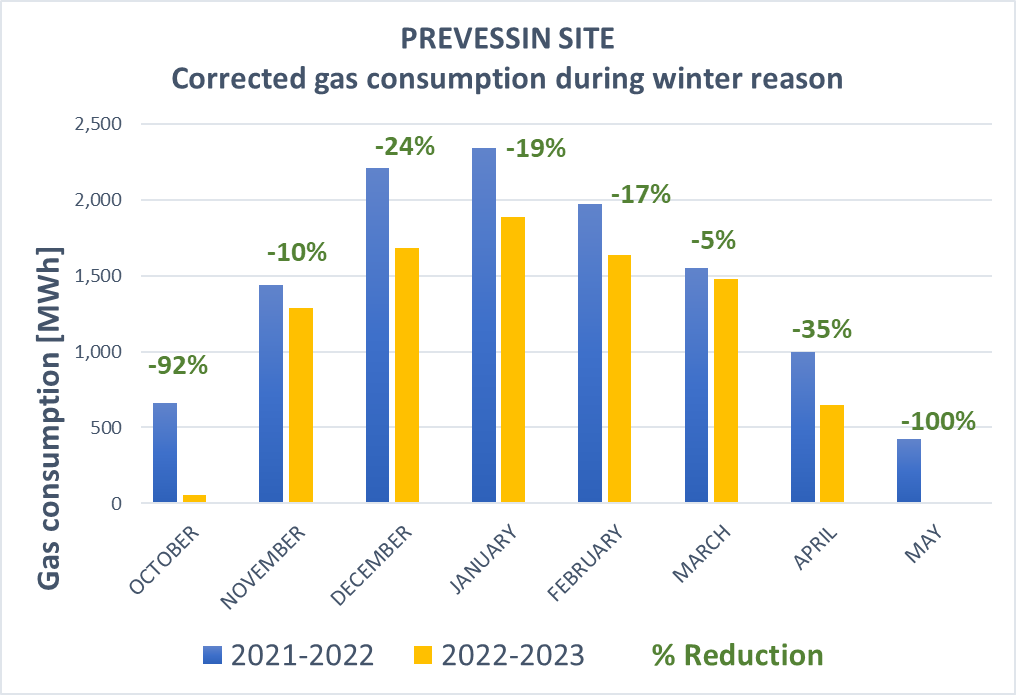 PREVESSIN SITE
Corrected gas consumption during winter reason
Gas consumption [MWh]
2,500
2,000
1,500
1,000
500
0
-92%
-10%
-24%
-19%
-17%
-5%
-35%
-100%
OCTOBER
NOVEMBER
DECEMBER
JANUARY
FEBRUARY
MARCH
APRIL
MAY
2021-2022
2022-2023
% Reduction